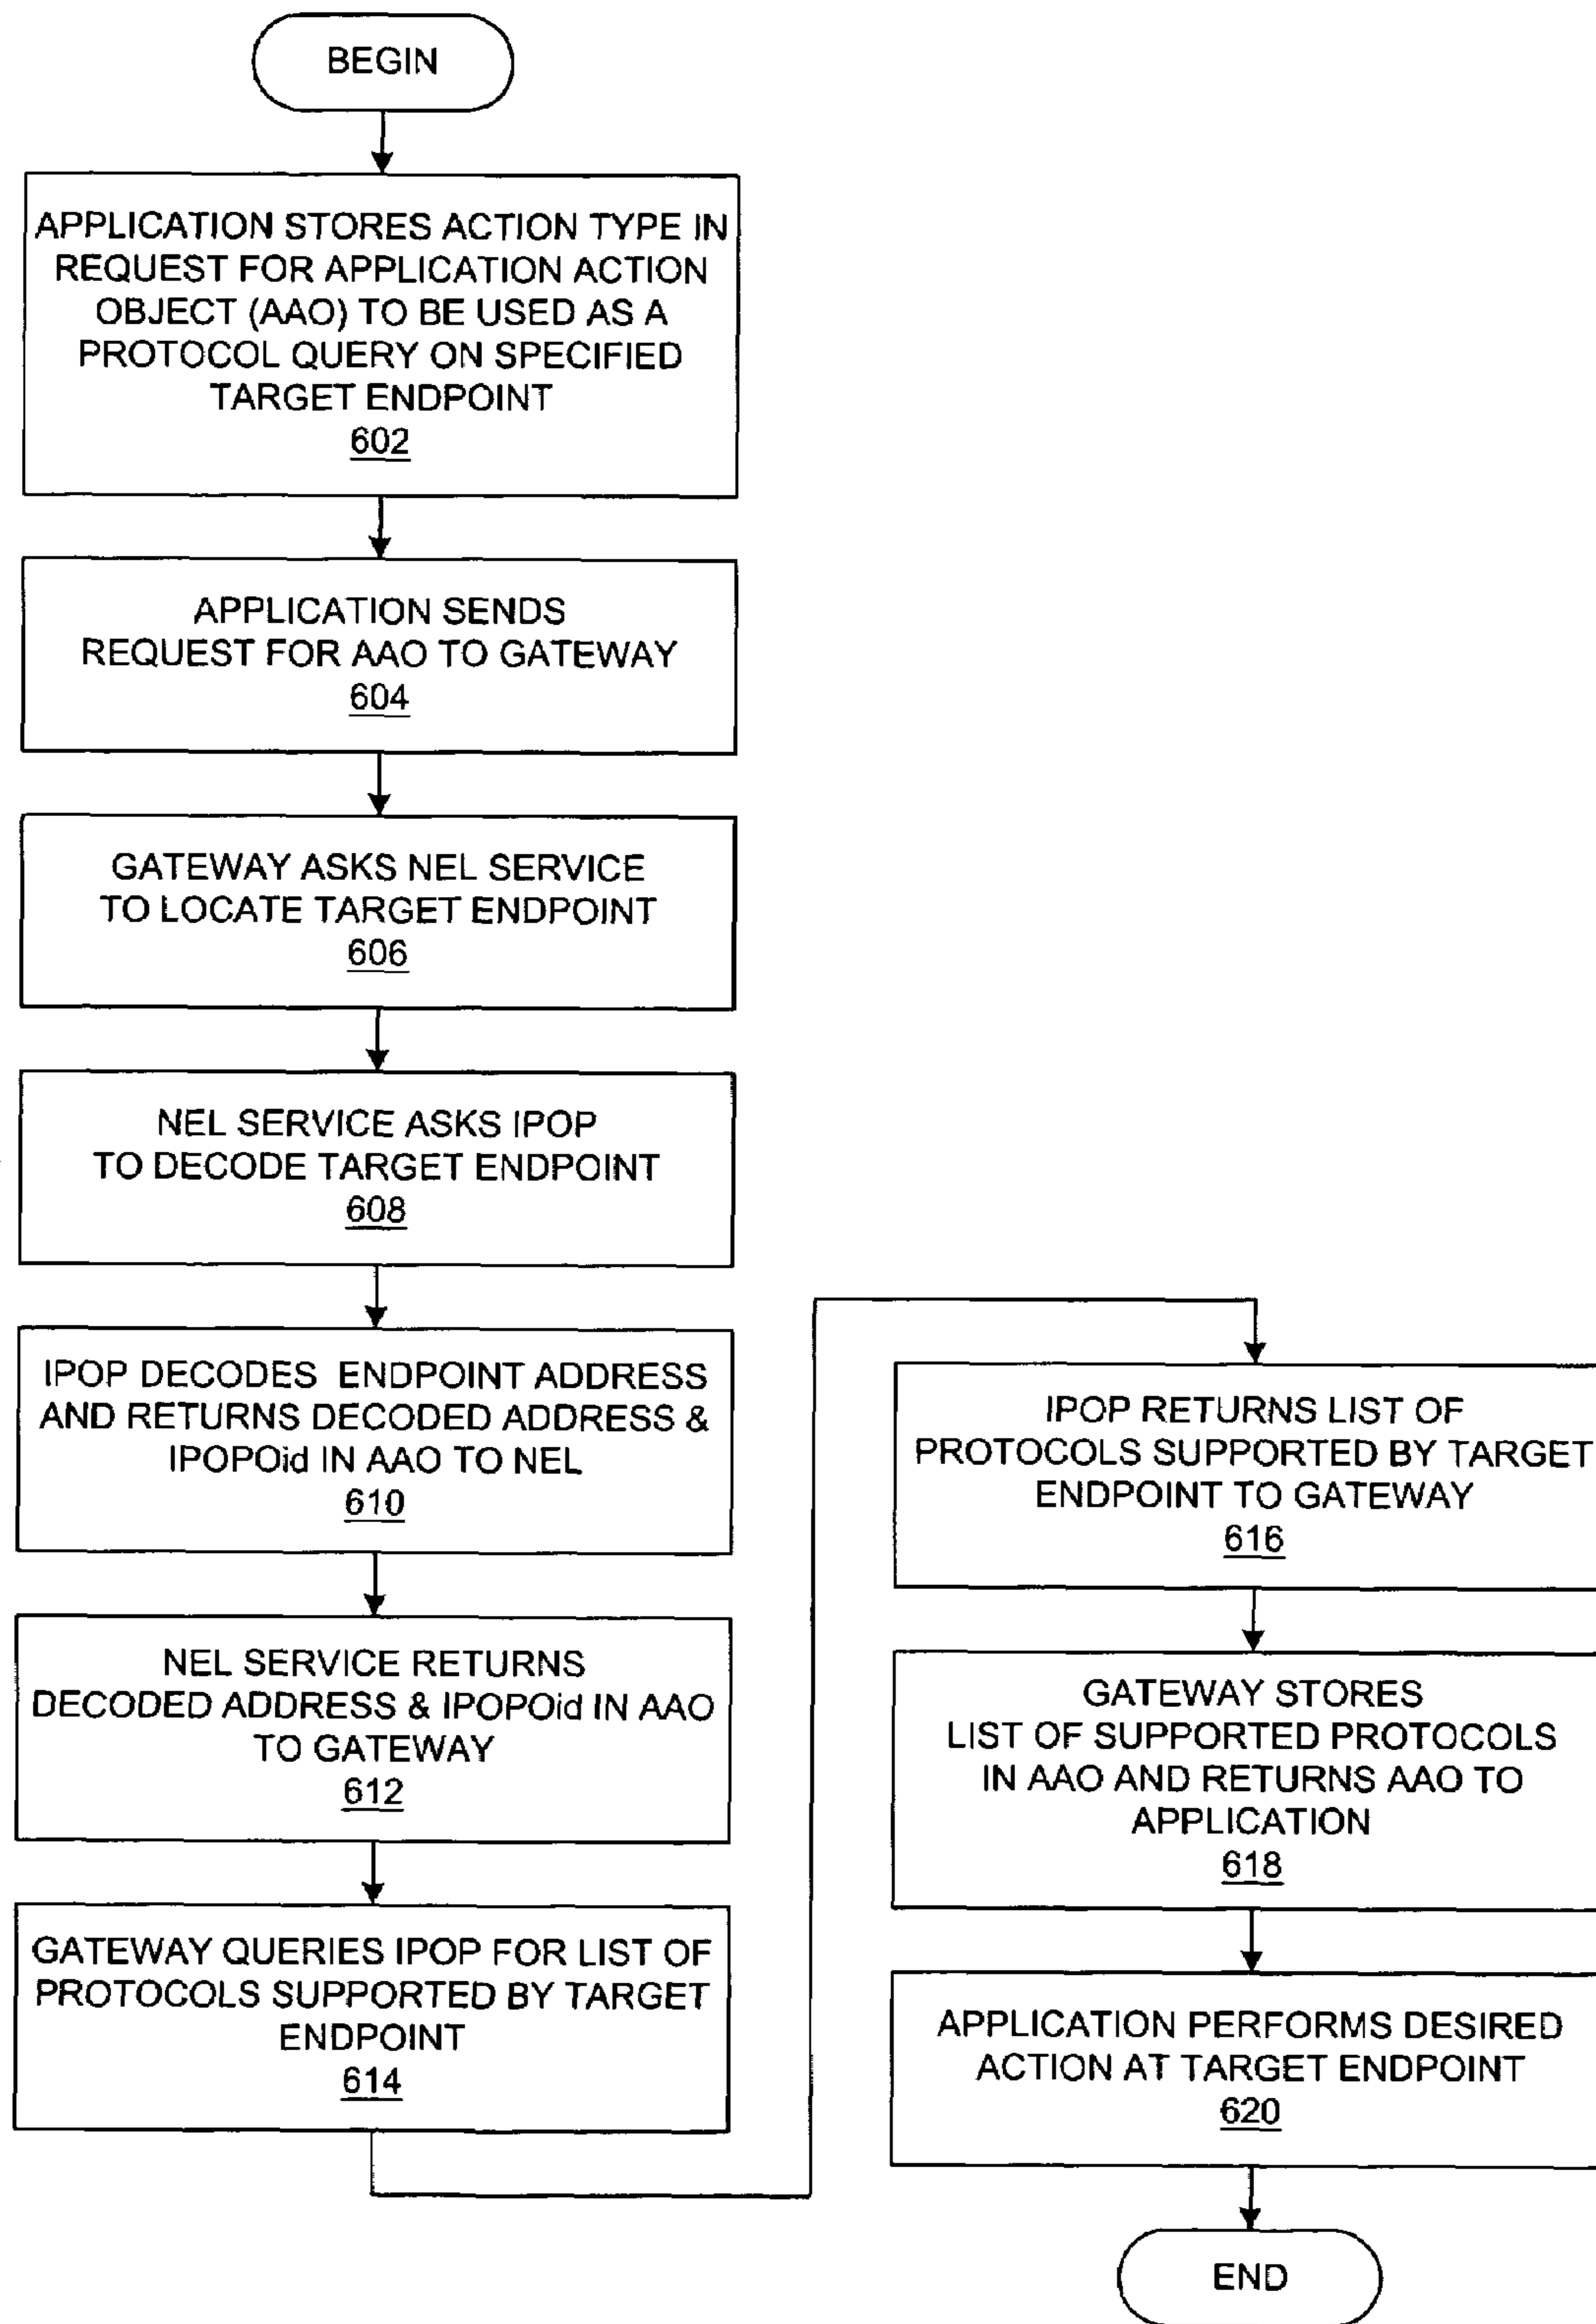 BEGIN
APPLICATION STORES ACTION TYPE IN
REQUEST FOR APPLICATION ACTION
OBJECT (AAO) TO BE USED AS A
PROTOCOL QUERY ON SPECIFIED
TARGET ENDPOINT
602
APPLICATION SENDS
REQUEST FOR AAO TO GATEWAY
604
GATEWAY ASKS NEL SERVICE
TO LOCATE TARGET ENDPOINT
606
NEL SERVICE ASKS IPOP
TO DECODE TARGET ENDPOINT
608
IPOP DECODES ENDPOINT ADDRESS
AND RETURNS DECODED ADDRESS &
IPOPOid IN AAO TO NEL
610
NEL SERVICE RETURNS
DECODED ADDRESS & IPOPOid IN AAO
TO GATEWAY
612
GATEWAY QUERIES IPOP FOR LIST OF
PROTOCOLS SUPPORTED BY TARGET
ENDPOINT
614
IPOP RETURNS LIST OF
PROTOCOLS SUPPORTED BY TARGET
ENDPOINT TO GATEWAY
616
GATEWAY STORES
LIST OF SUPPORTED PROTOCOLS
IN AAO AND RETURNS AAO TO
APPLICATION
618
APPLICATION PERFORMS DESIRED
ACTION AT TARGET ENDPOINT
620
END